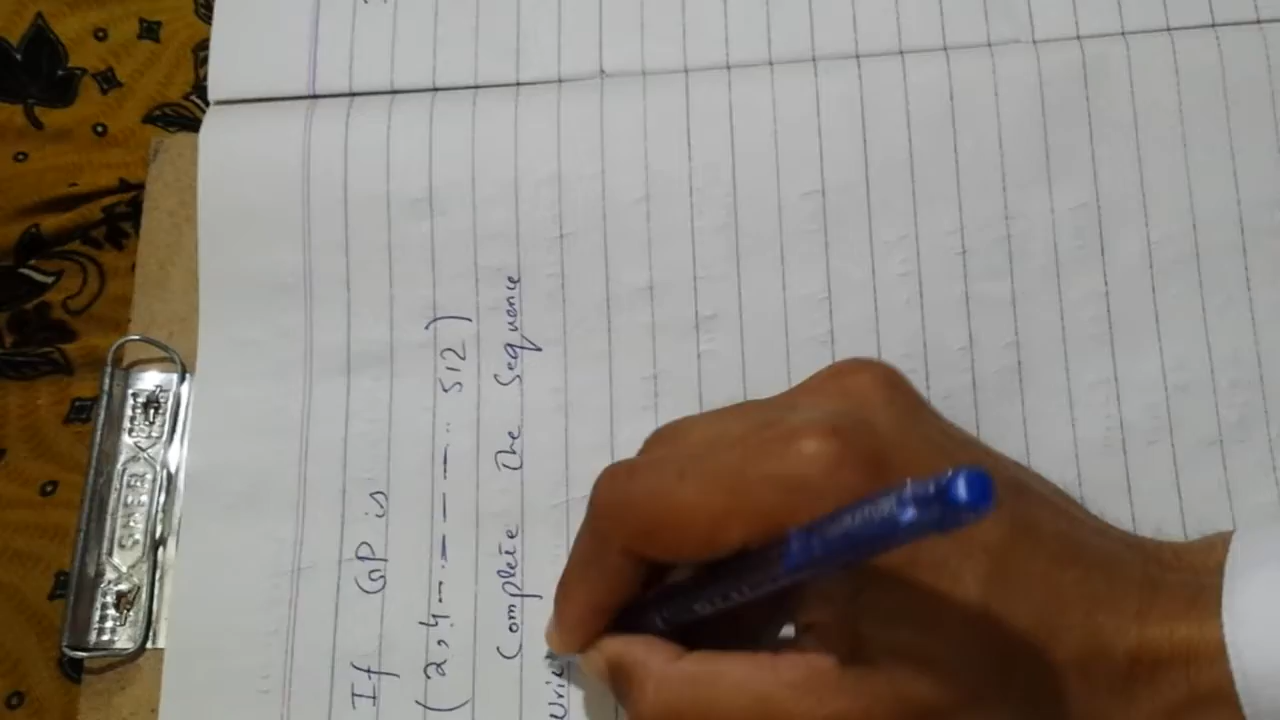 If GP is
(2,4------.. 512)
Complete The Sequence